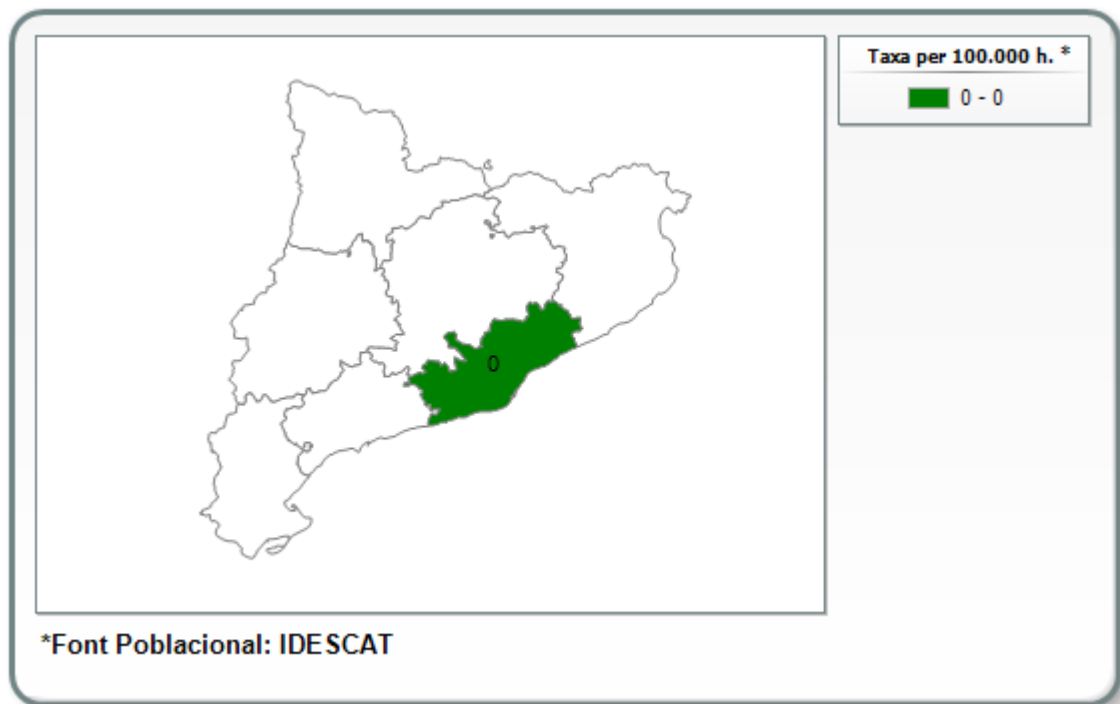 Taxa per 100.000 h. *
0 - 0
0
*Font Poblacional: IDESCAT